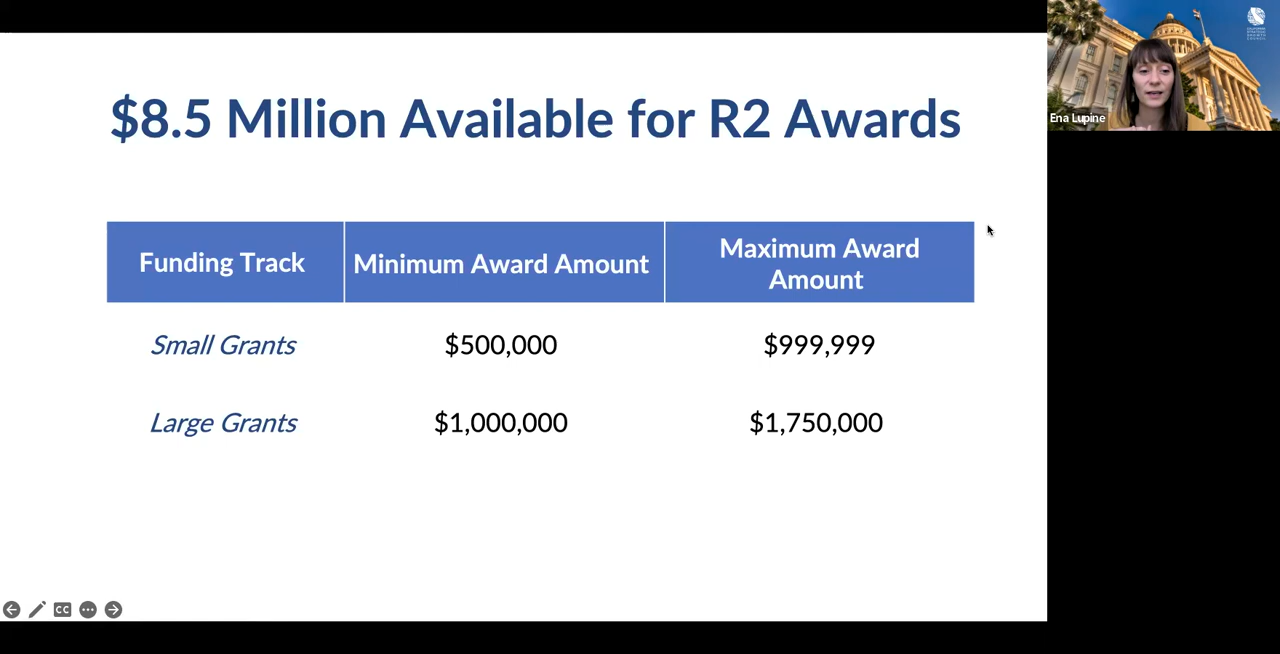 $8.5 Million Available for R2 Awards
Funding Track
Minimum Award Amount
Maximum Award
Amount
Small Grants
$500,000
$999,999
Large Grants
$1,000,000
$1,750,000
CC
Ena Lupine